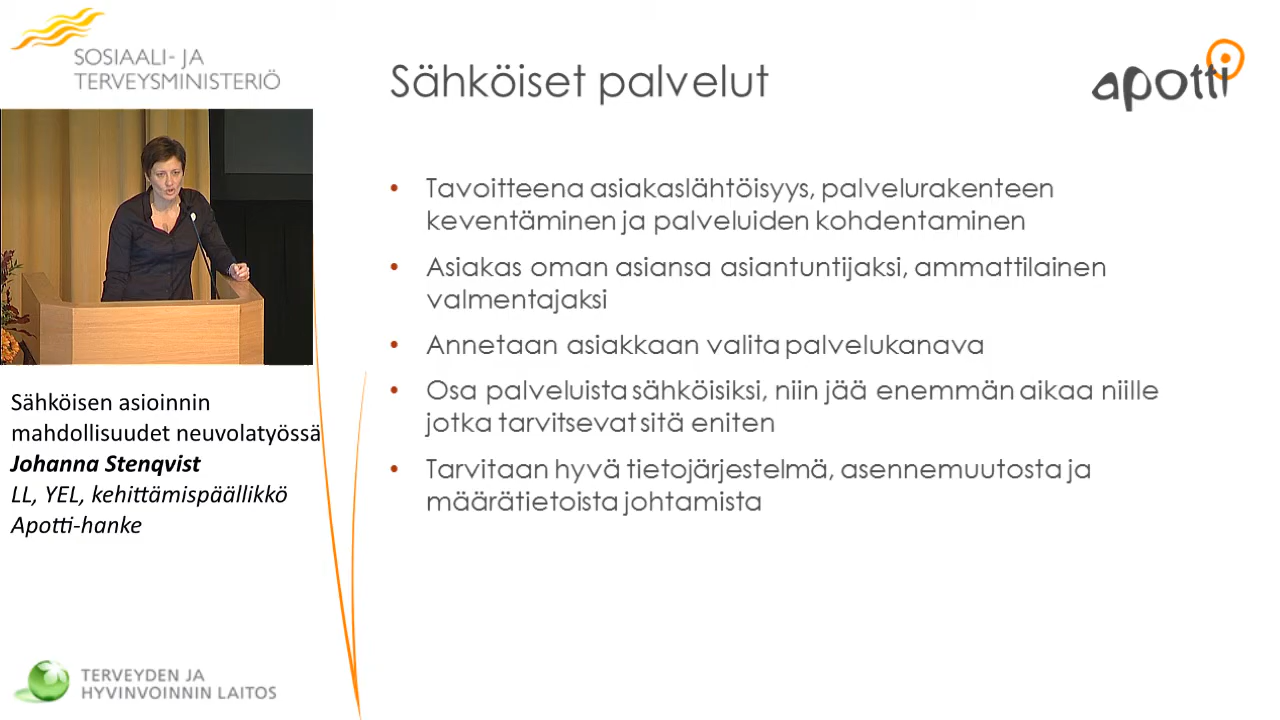 SOSIAALI- JA
TERVEYSMINISTERIÖ
Sähköiset palvelut
apotti
• Tavoitteena asiakaslähtöisyys, palvelurakenteen
keventäminen ja palveluiden kohdentaminen
• Asiakas oman asiansa asiantuntijaksi, ammattilainen
valmentajaksi
• Annetaan asiakkaan valita palvelukanava
• Osa palveluista sähköisiksi, niin jää enemmän aikaa niille
jotka tarvitsevat sitä eniten
• Tarvitaan hyvä tietojärjestelmä, asennemuutosta ja
määrätietoista johtamista
Sähköisen asioinnin
mahdollisuudet neuvolatyössä
Johanna Stenqvist
LL, YEL, kehittämispäällikkö
Apotti-hanke
TERVEYDEN JA
HYVINVOINNIN LAITOS